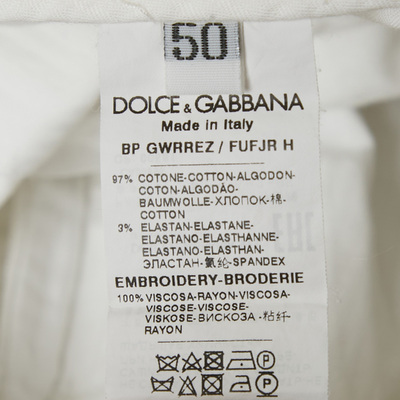 50
DOLCE & GABBANA
Made in Italy
BP GWRREZ / FUFJR H
97% COTONE-COTTON-ALGODON-
COTON-ALGODÃO-
BAUMWOLLE-ХЛОПОК-棉-
COTTON
3% ELASTAN-ELASTANE-
ELASTANO-ELASTHANNE-
ELASTANO-ELASTHAN-
ЭЛАСТАН-氨纶-SPANDEX
EMBROIDERY-BRODERIE
100% VISCOSA-RAYON-VISCOSA-
VISCOSE-VISCOSE-
VISKOSE-ВИСКОЗА-粘纤-
RAYON
P
P